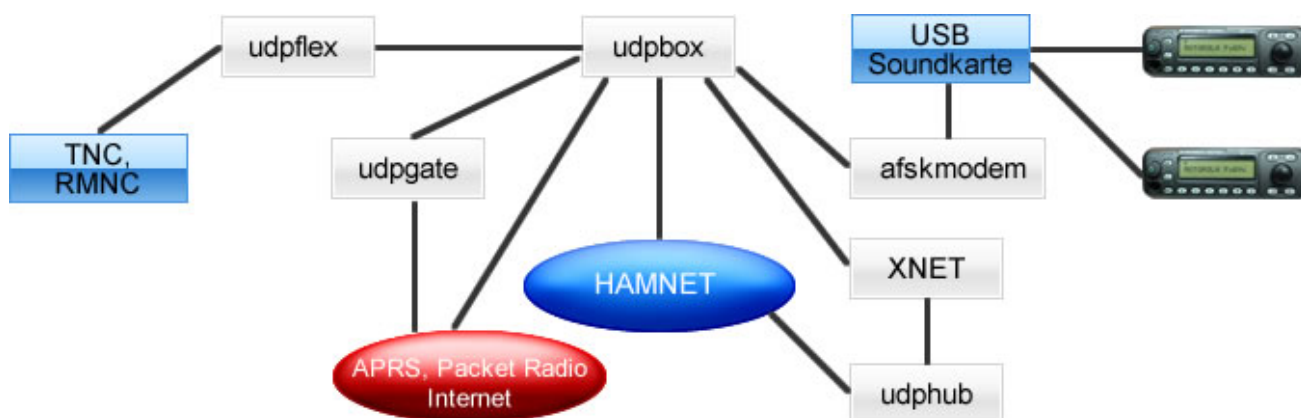 udpflex
udpbox
USB
Soundkarte
TNC,
RMNC
udpgate
afskmodem
HAMNET
XNET
APRS, Packet Radio
Internet
udphub